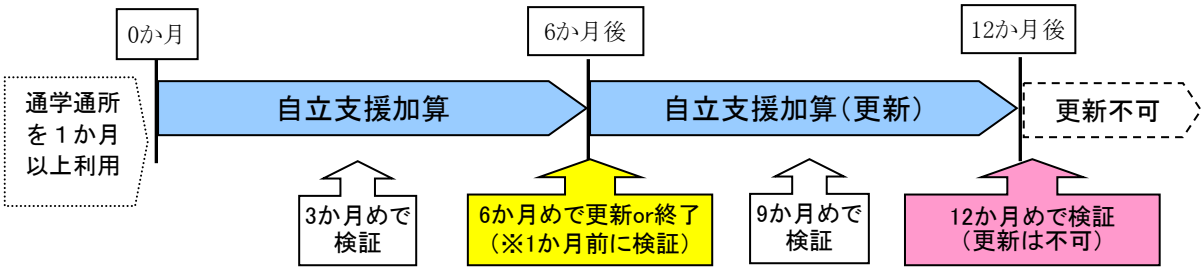 0か月
6か月後
12か月後
通学通所
を１か月
以上利用
自立支援加算
自立支援加算（更新）
更新不可
3か月めで
検証
6か月めで更新or終了
（※1か月前に検証）
9か月めで
検証
12か月めで検証
（更新は不可）